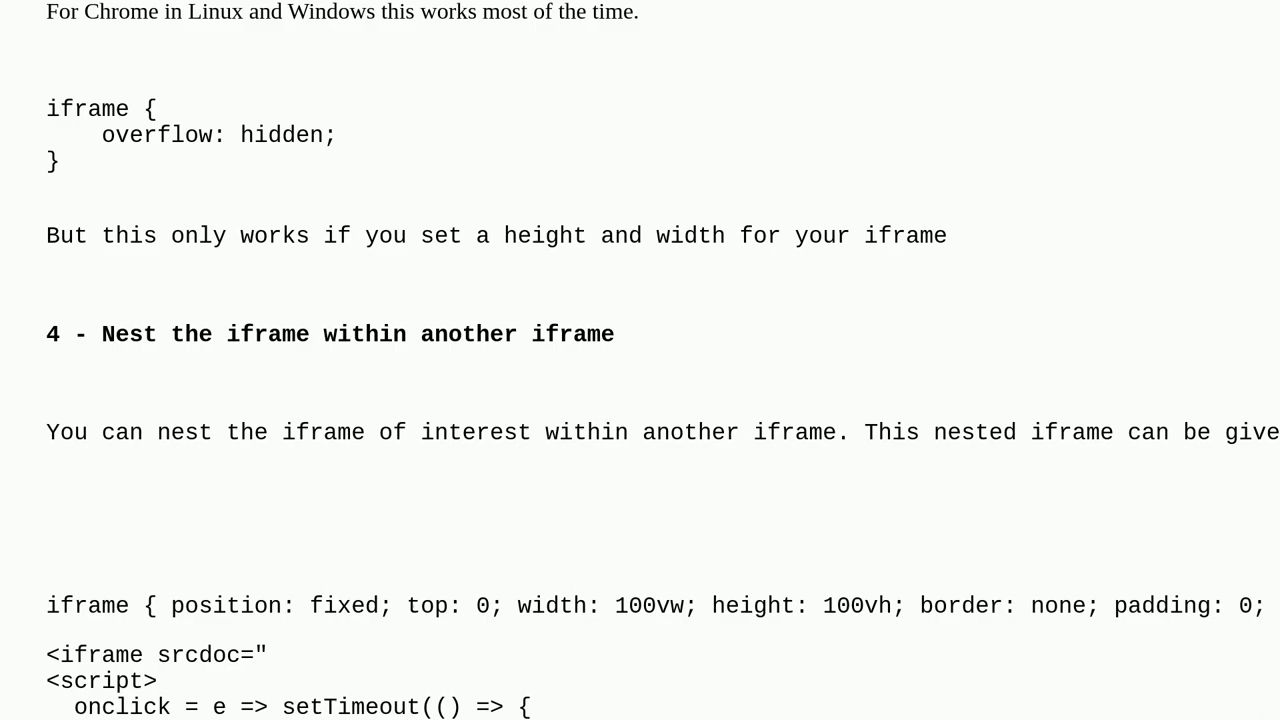 For Chrome in Linux and Windows this works most of the time.
iframe {
    overflow: hidden;
}
But this only works if you set a height and width for your iframe
4 - Nest the iframe within another iframe
You can nest the iframe of interest within another iframe. This nested iframe can be give
iframe { position: fixed; top: 0; width: 100vw; height: 100vh; border: none; padding: 0;
<iframe srcdoc="
<script>
  onclick = e => setTimeout(() => {